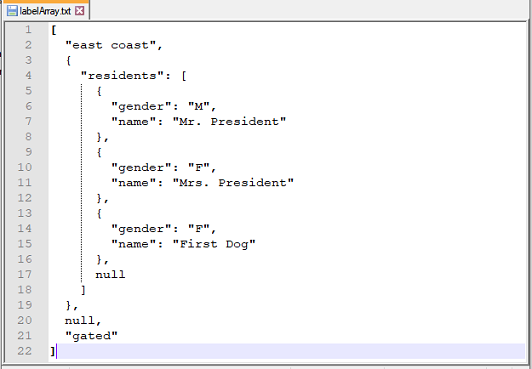 labelArray.txt
1 [
2   "east coast",
3   {
4     "residents": [
5       {
6         "gender": "M",
7         "name": "Mr. President"
8       },
9       {
10         "gender": "F",
11         "name": "Mrs. President"
12       },
13       {
14         "gender": "F",
15         "name": "First Dog"
16       },
17       null
18     ]
19   },
20   null,
21   "gated"
22 ]